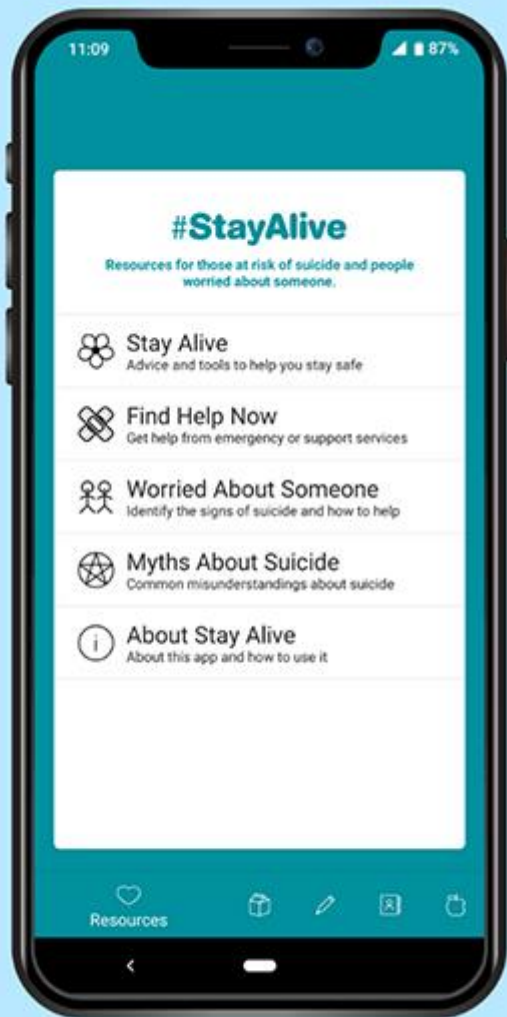 11:09
87%
#StayAlive
Resources for those at risk of suicide and people
worried about someone.
Stay Alive
Advice and tools to help you stay safe
Find Help Now
Get help from emergency or support services
Worried About Someone
Identify the signs of suicide and how to help
Myths About Suicide
Common misunderstandings about suicide
About Stay Alive
About this app and how to use it
Resources